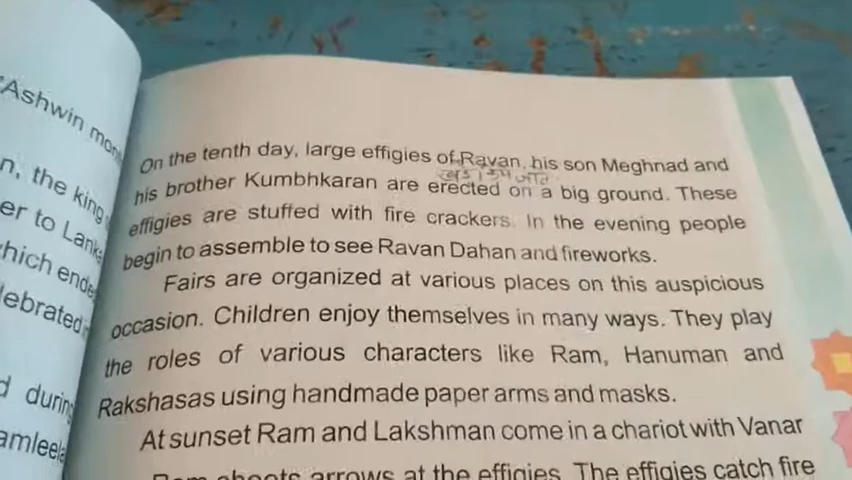 Ashwin
n, the king
er to Lanka
which ende
lebrated
d during
amleela
On the tenth day, large effigies of Ravan, his son Meghnad and
his brother Kumbhkaran are erected on a big ground. These
effigies are stuffed with fire crackers. In the evening people
begin to assemble to see Ravan Dahan and fireworks.
Fairs are organized at various places on this auspicious
occasion. Children enjoy themselves in many ways. They play
the roles of various characters like Ram, Hanuman and
Rakshasas using handmade paper arms and masks.
At sunset Ram and Lakshman come in a chariot with Vanar
Ram shoots arrows at the effigies. The effigies catch fire